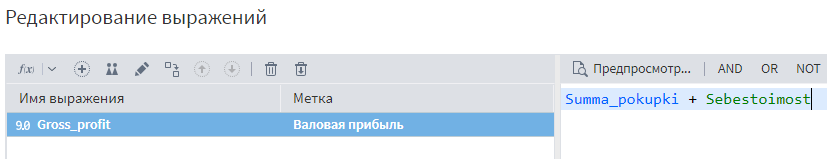 Редактирование выражений
f(x) Предпросмотр... AND OR NOT
Имя выражения Метка
Summa_pokupki + Sebestoimost
9.0 Gross_profit Валовая прибыль